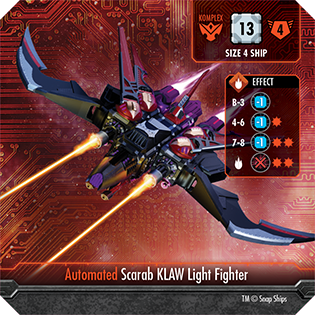 KOMPLEX
13
4
SIZE 4 SHIP
EFFECT
B-3 -1
4-6 -1
7-8 -1
Automated Scarab KLAW Light Fighter
TM © Snap Ships